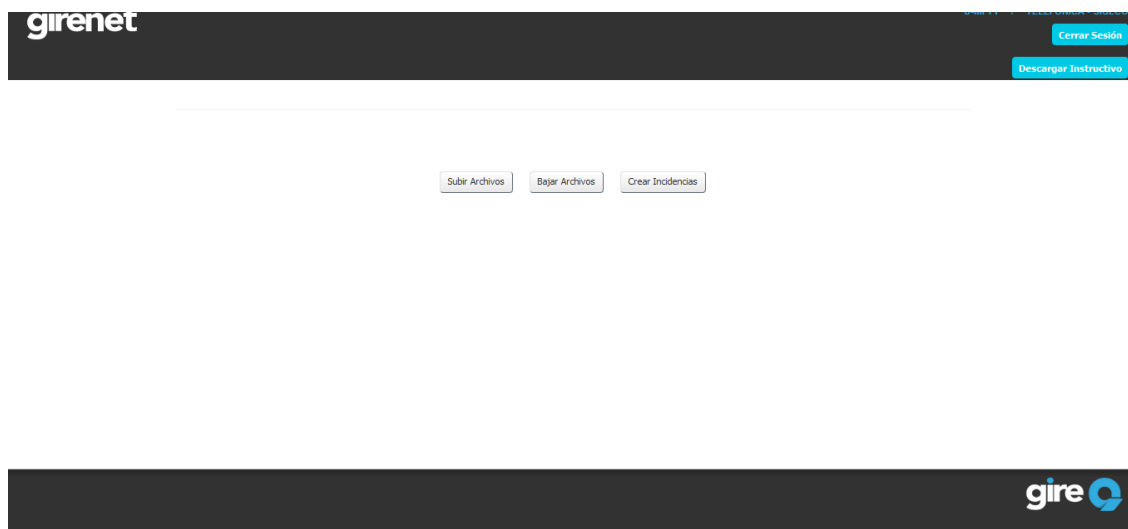 girenet
Cerrar Sesión
Descargar Instructivo
Subir Archivos Bajar Archivos Crear Incidencias
gire